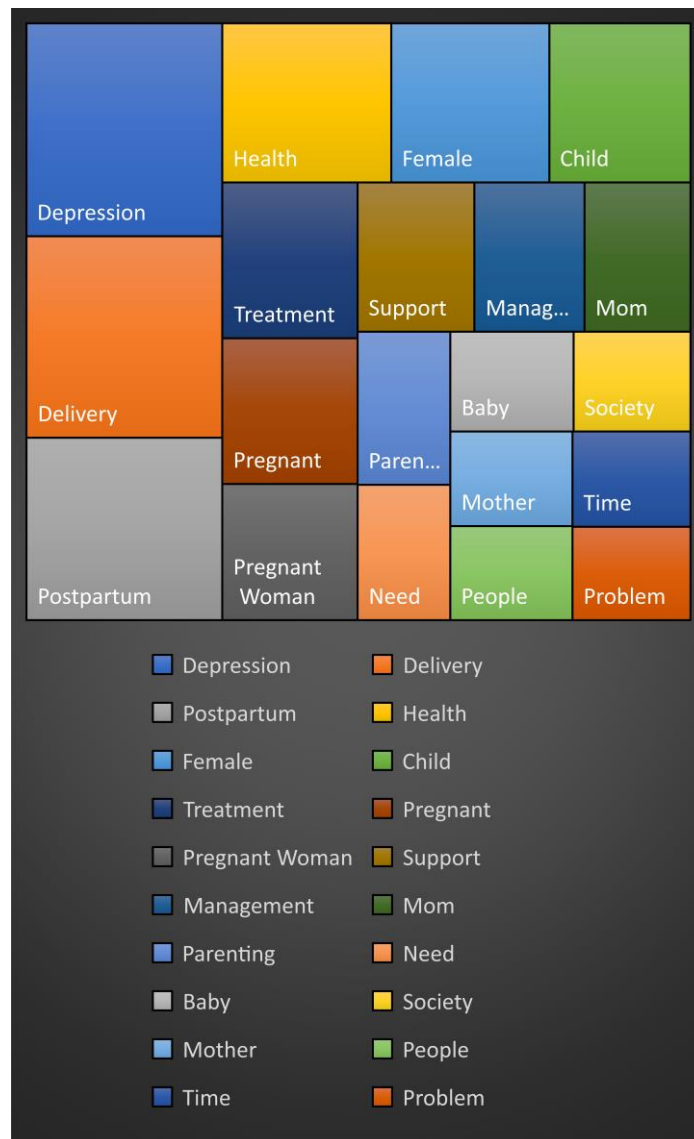 Health
Female
Child
Depression
Treatment
Support
Manag...
Mom
Delivery
Baby
Society
Pregnant
Paren...
Mother
Time
Postpartum
Pregnant
Woman
Need
People
Problem
Depression
Delivery
Postpartum
Health
Female
Child
Treatment
Pregnant
Pregnant Woman
Support
Management
Mom
Parenting
Need
Baby
Society
Mother
People
Time
Problem